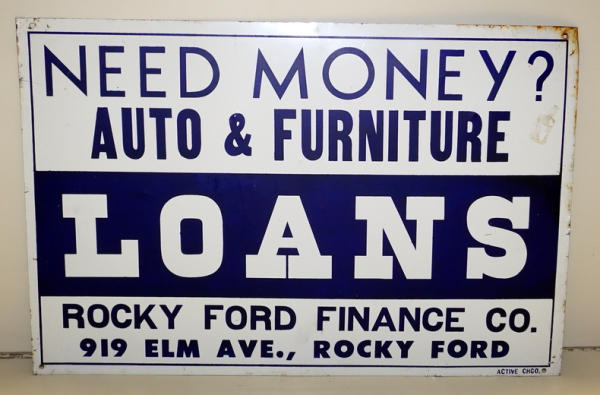 NEED MONEY?
AUTO & FURNITURE
LOANS
ROCKY FORD FINANCE CO.
919 ELM AVE., ROCKY FORD
ACTIVE CHGO.